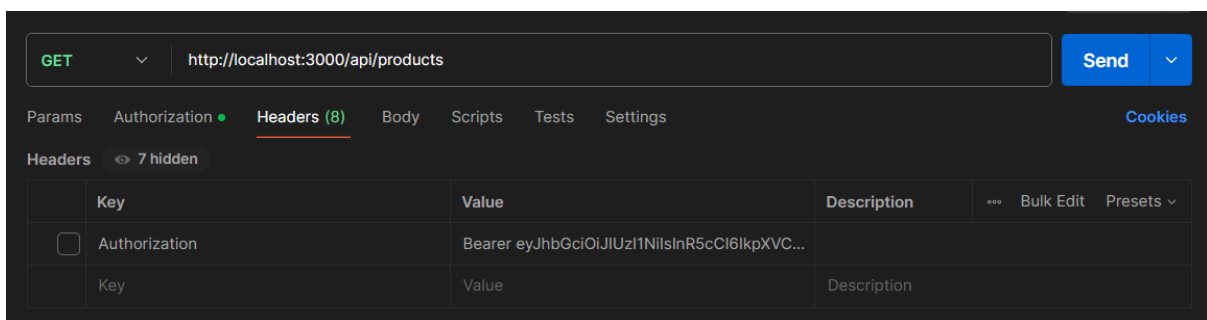 GET http://localhost:3000/api/products Send
Params Authorization Headers (8) Body Scripts Tests Settings Cookies
Headers 7 hidden
Key Value Description Bulk Edit Presets
Authorization Bearer eyJhbGciOiJIUzI1NiIsInR5cCI6IkpXVC...
Key Value Description